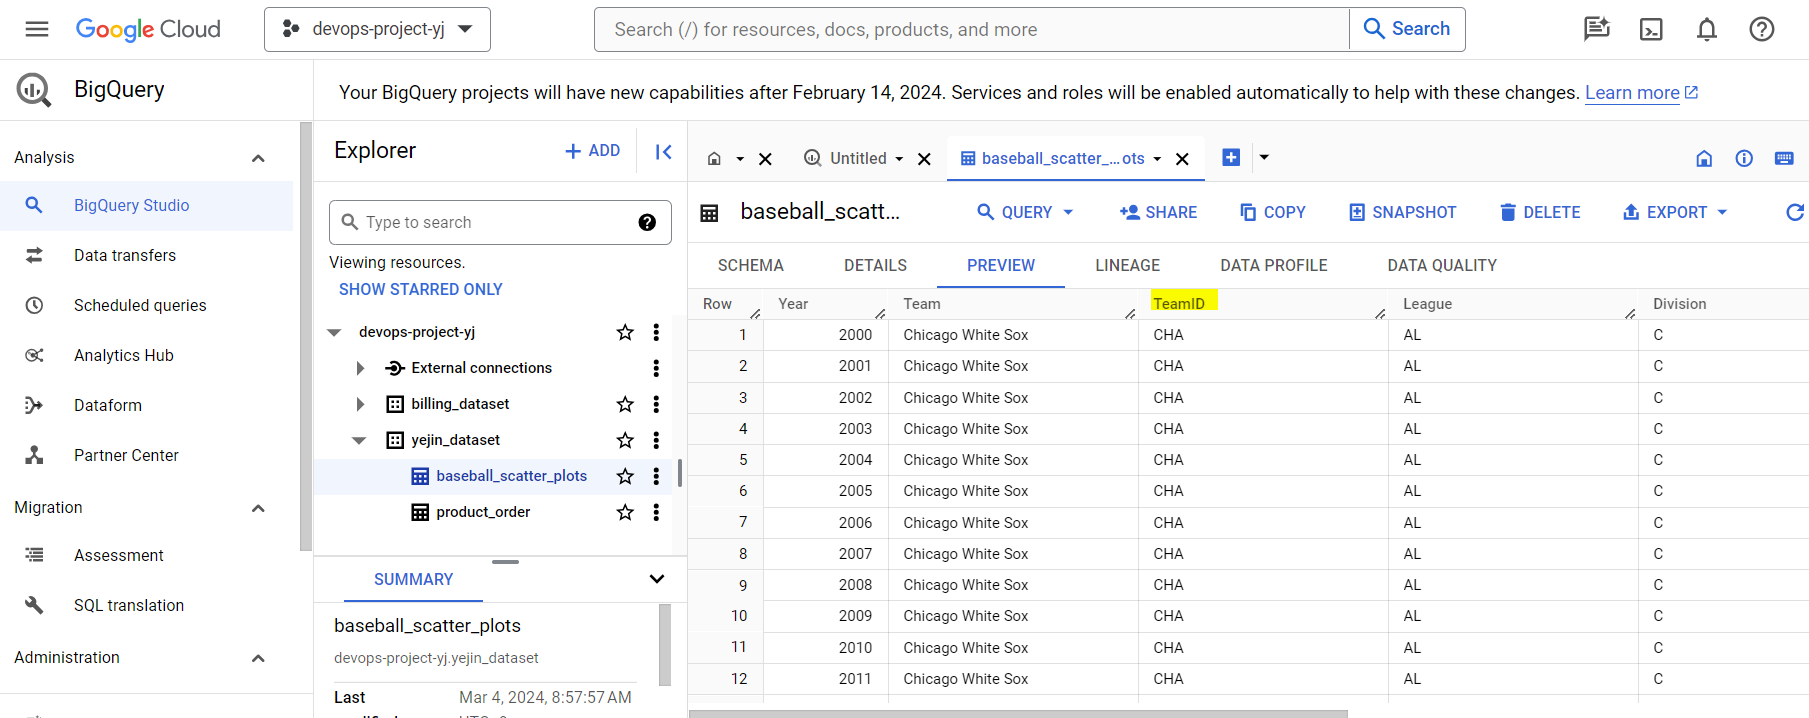 Google Cloud
devops-project-yj
Search (/) for resources, docs, products, and more
Search
BigQuery
Your BigQuery projects will have new capabilities after February 14, 2024. Services and roles will be enabled automatically to help with these changes. Learn more
Analysis
BigQuery Studio
Data transfers
Scheduled queries
Analytics Hub
Dataform
Partner Center
Migration
Assessment
SQL translation
Administration
Explorer
ADD
Type to search
Viewing resources.
SHOW STARRED ONLY
devops-project-yj
External connections
billing_dataset
yejin_dataset
baseball_scatter_plots
product_order
SUMMARY
baseball_scatter_plots
devops-project-yj.yejin_dataset
Last Mar 4, 2024, 8:57:57 AM
Untitled
baseball_scatter_...ots
baseball_scatt...
QUERY
SHARE
COPY
SNAPSHOT
DELETE
EXPORT
SCHEMA DETAILS PREVIEW LINEAGE DATA PROFILE DATA QUALITY
Row Year Team TeamID League Division
1 2000 Chicago White Sox CHA AL C
2 2001 Chicago White Sox CHA AL C
3 2002 Chicago White Sox CHA AL C
4 2003 Chicago White Sox CHA AL C
5 2004 Chicago White Sox CHA AL C
6 2005 Chicago White Sox CHA AL C
7 2006 Chicago White Sox CHA AL C
8 2007 Chicago White Sox CHA AL C
9 2008 Chicago White Sox CHA AL C
10 2009 Chicago White Sox CHA AL C
11 2010 Chicago White Sox CHA AL C
12 2011 Chicago White Sox CHA AL C